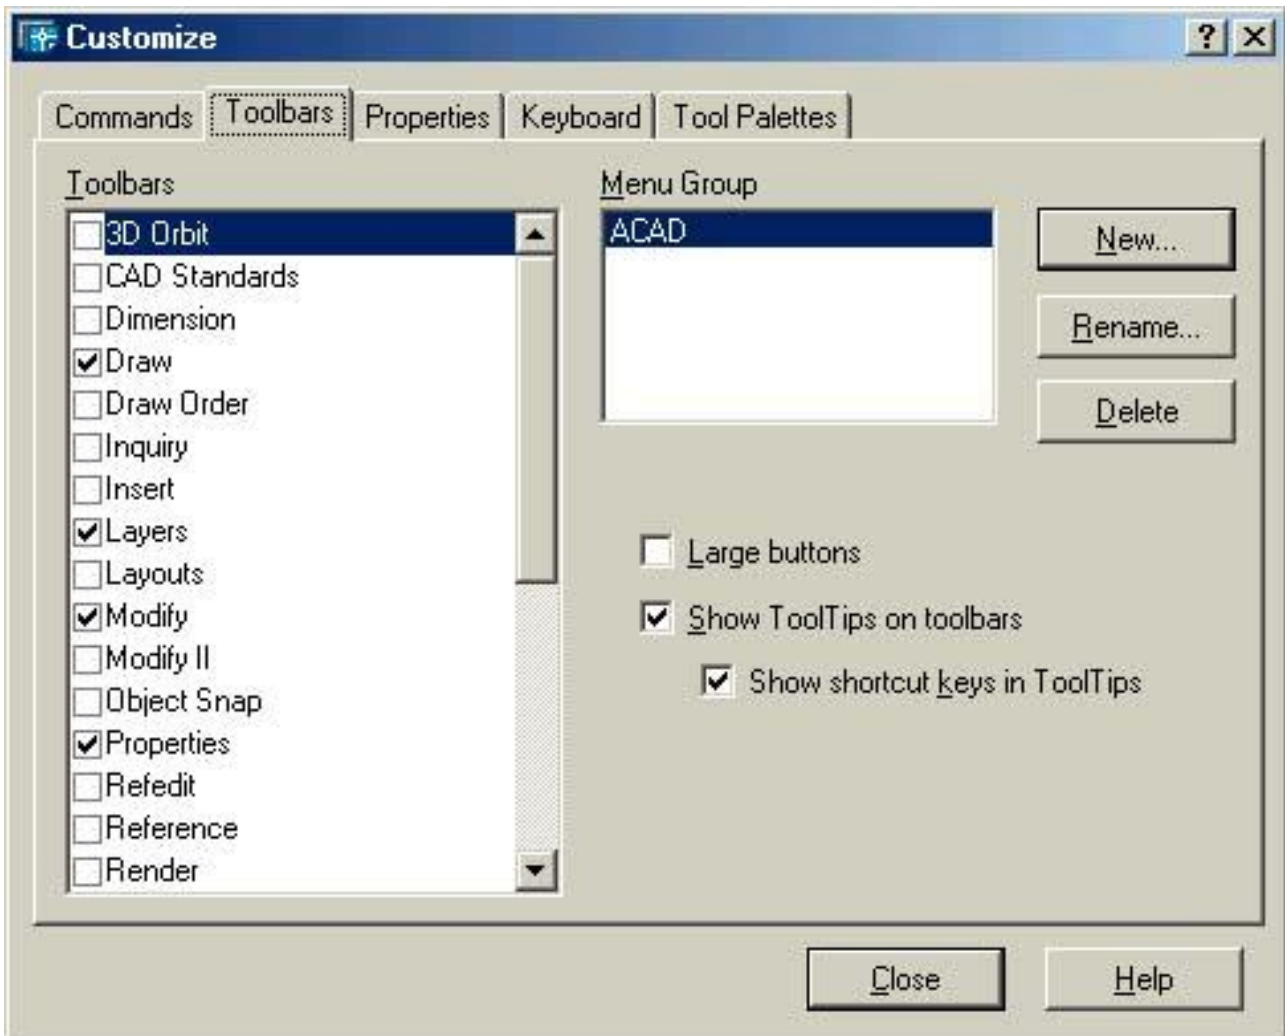 Customize
Commands Toolbars Properties Keyboard Tool Palettes
Toolbars
3D Orbit
CAD Standards
Dimension
Draw
Draw Order
Inquiry
Insert
Layers
Layouts
Modify
Modify II
Object Snap
Properties
Refedit
Reference
Render
Menu Group
ACAD
New...
Rename...
Delete
Large buttons
Show ToolTips on toolbars
Show shortcut keys in ToolTips
Close Help